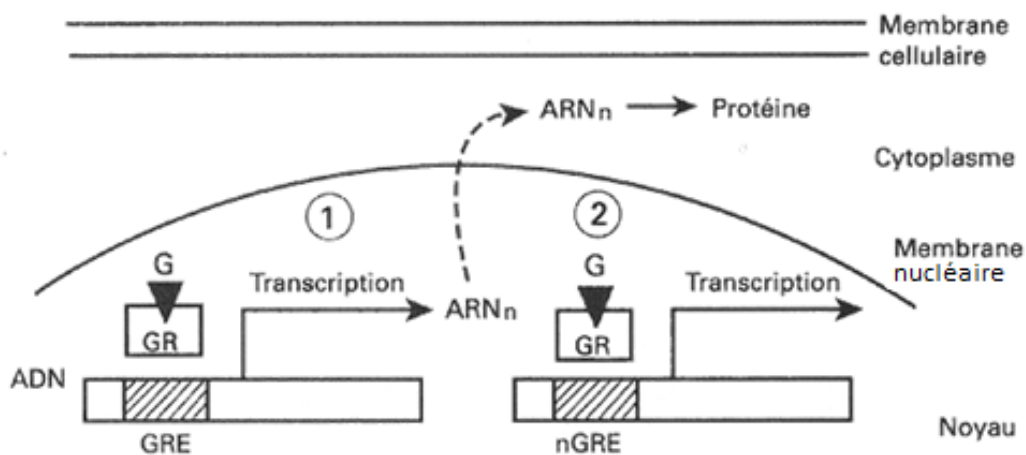 Membrane
cellulaire
ARNn → Protéine
Cytoplasme
1
2
Membrane
nucléaire
G
Transcription
ARNn
G
Transcription
GR
GR
ADN
GRE
nGRE
Noyau